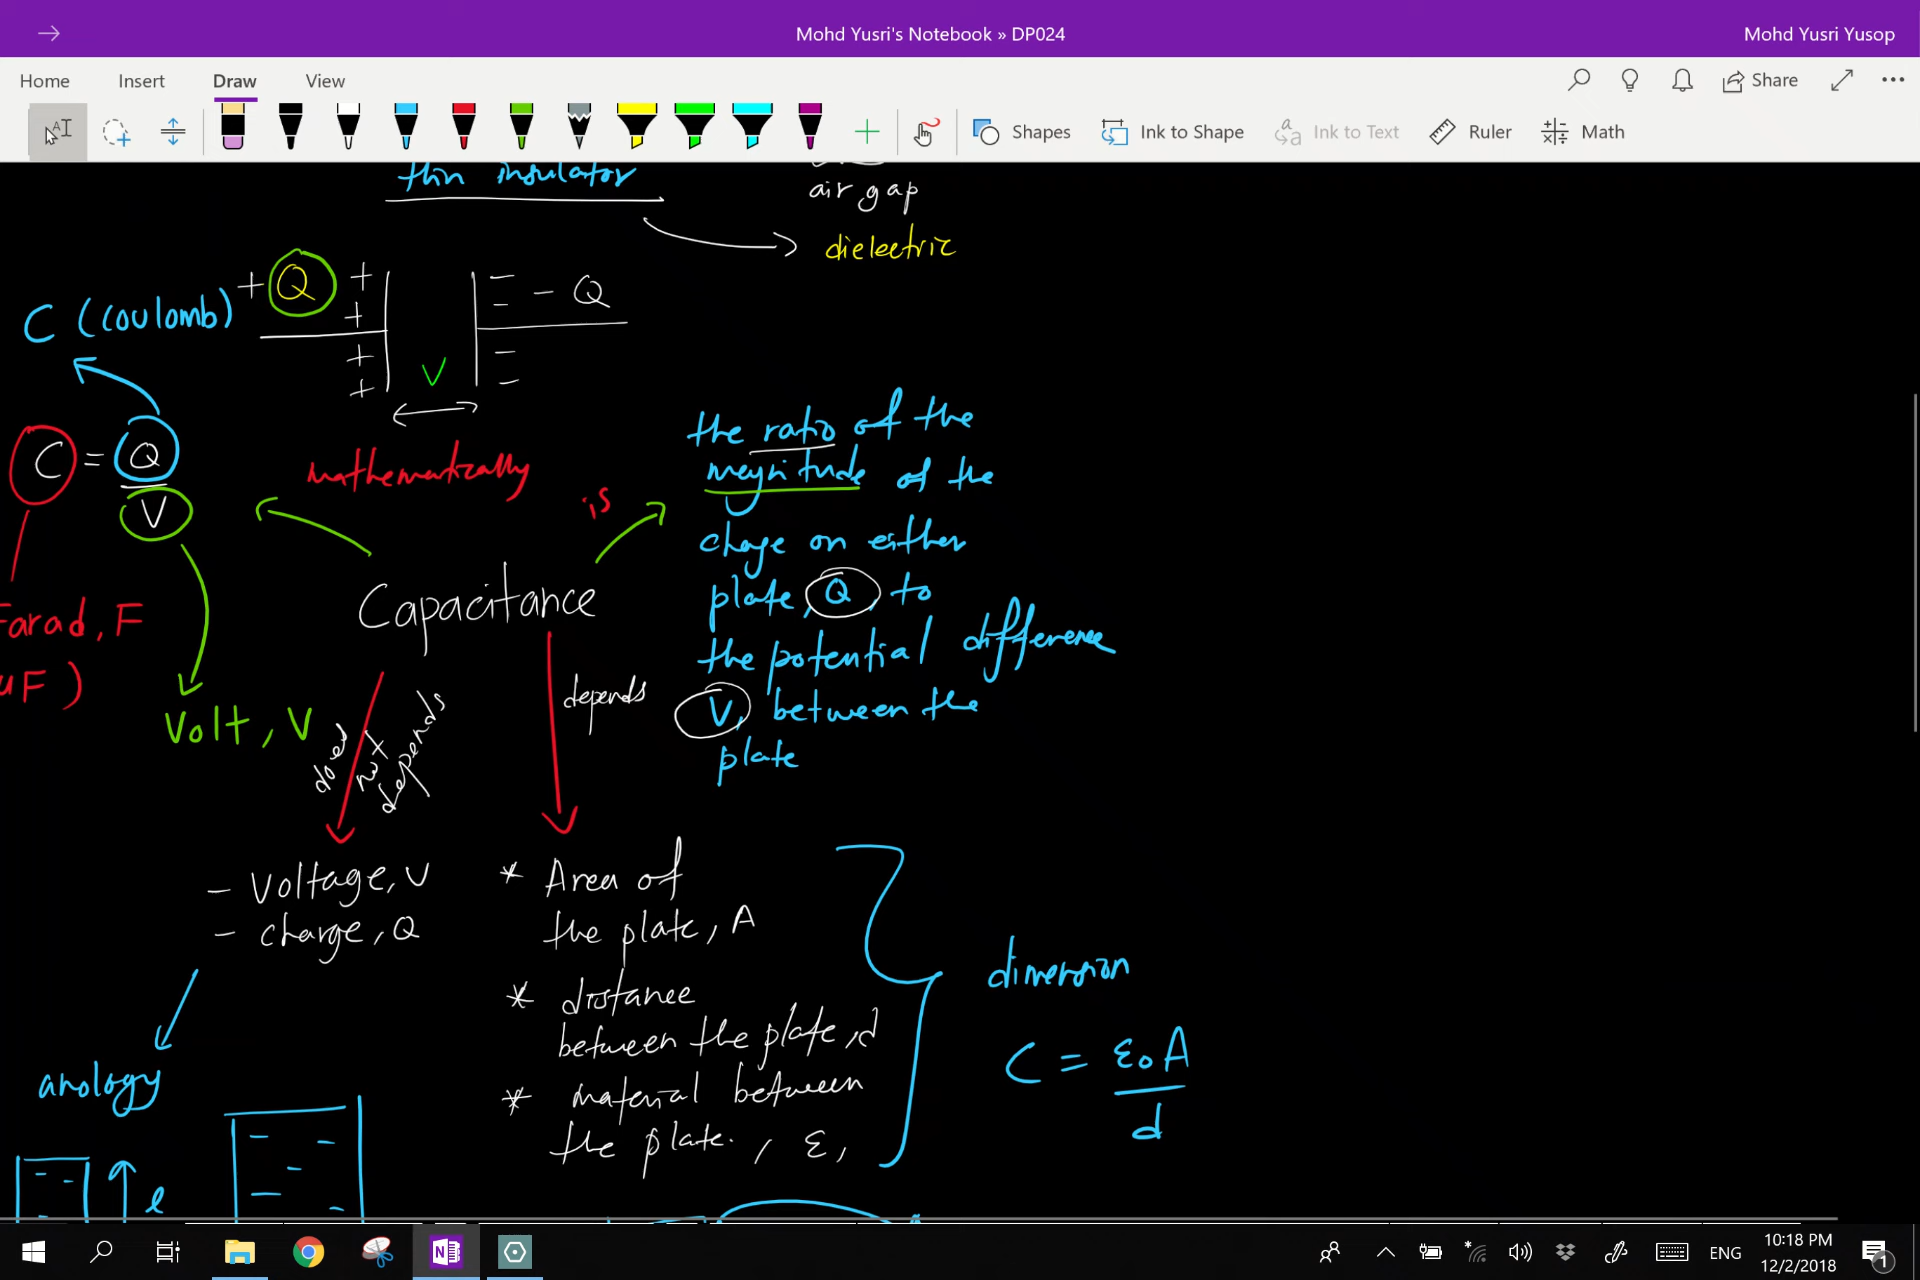 Mohd Yusri's Notebook » DP024
Mohd Yusri Yusop
Home
Insert
Draw
View
Share
Shapes
Ink to Shape
Ink to Text
Ruler
Math
thin insulator
air gap
dielectric
C (coulomb)
+Q + = - Q
+
+ V =
+
C = Q
V
mathematically
is
the ratio of the
magnitude of the
charge on either
plate, Q, to
the potential difference
V, between the
plate
Capacitance
Farad, F
µF )
Volt, V
does
not
depends
depends
- Voltage, V
- charge, Q
* Area of
the plate, A
* distance
between the plate, d
* material between
the plate. , ε,
dimension
C = ε₀A
d
anology
l
ENG
10:18 PM
12/2/2018
1